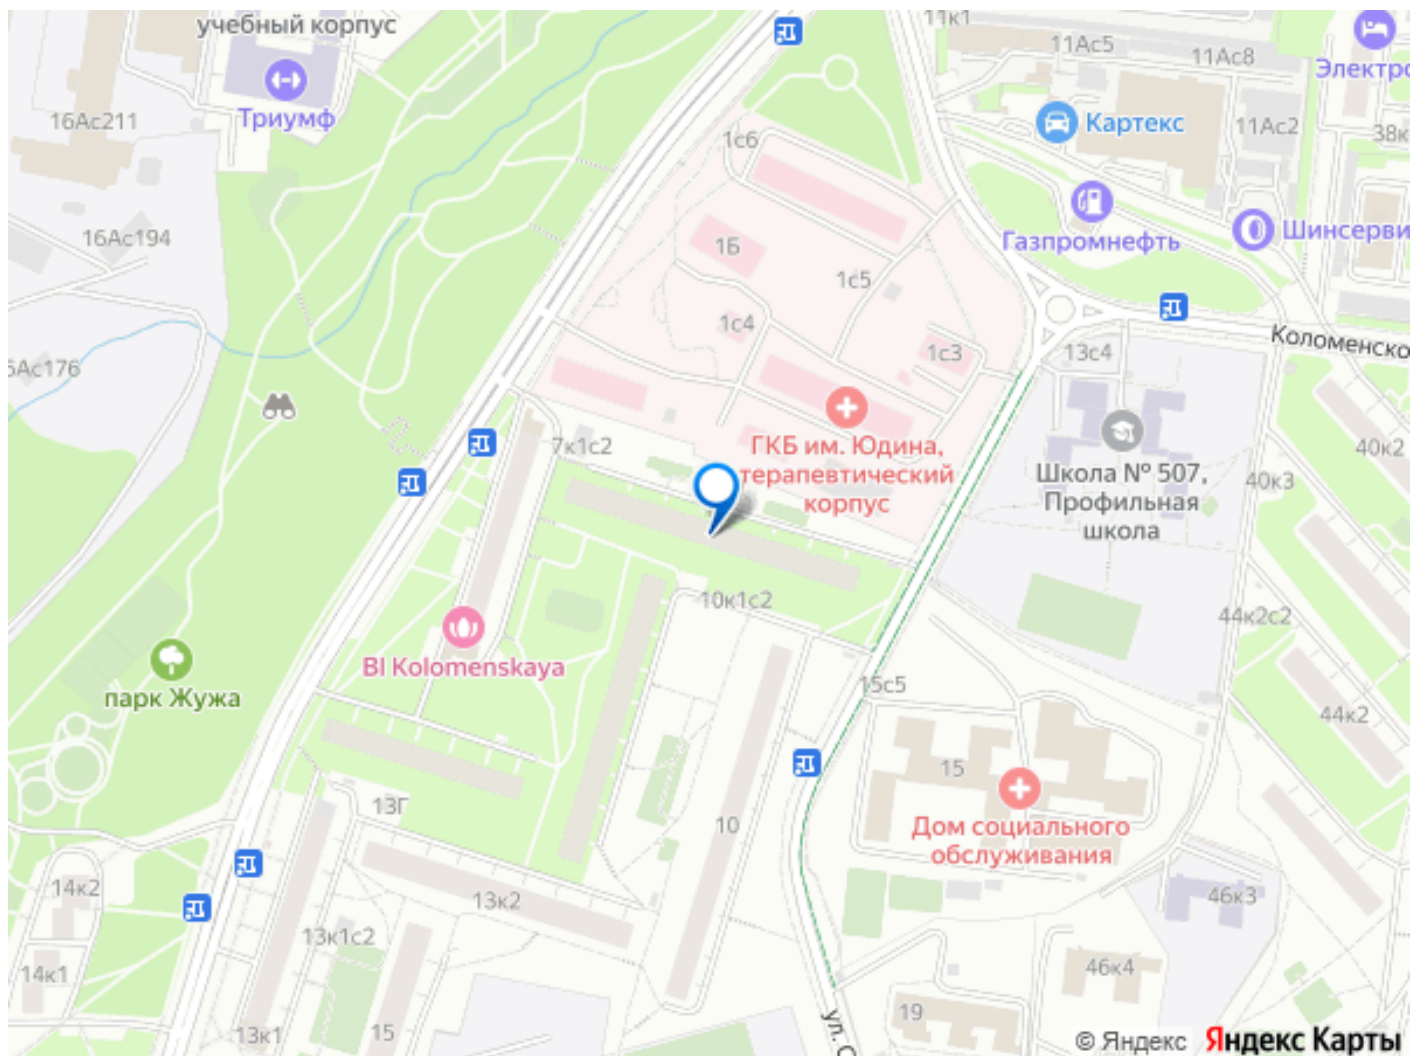 учебный корпус
11к1
11Ас5
11Ас8
Электро
Триумф
16Ас211
Картекс
11Ас2
38к
1с6
16Ас194
1Б
1с5
Газпромнефть
Шинсерви
1с4
1с3
13с4
Коломенско
6Ас176
7к1с2
ГКБ им. Юдина,
терапевтический
корпус
Школа № 507,
Профильная
школа
40к2
40к3
10к1с2
44к2с2
BI Kolomenskaya
парк Жужа
15с5
44к2
15
13Г
10
Дом социального
обслуживания
14к2
13к2
46к3
13к1с2
14к1
46к4
13к1
15
19
ул. С
© Яндекс
Яндекс Карты